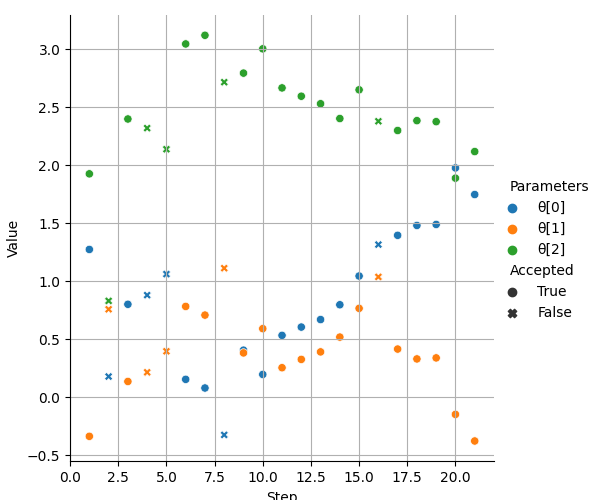 3.0
2.5
2.0
1.5
1.0
0.5
0.0
−0.5
Value
0.0 2.5 5.0 7.5 10.0 12.5 15.0 17.5 20.0
Step
Parameters
θ[0]
θ[1]
θ[2]
Accepted
True
False